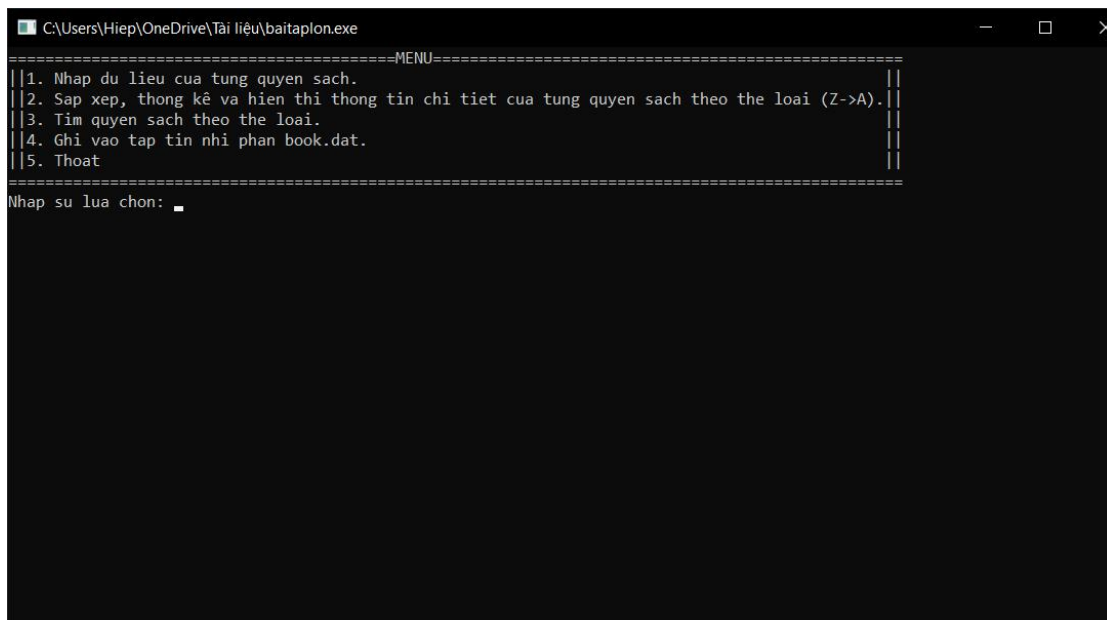 C:\Users\Hiep\OneDrive\Tài liệu\baitaplon.exe
==========================================MENU===================================================
||1. Nhap du lieu cua tung quyen sach.                                                          ||
||2. Sap xep, thong kê va hien thi thong tin chi tiet cua tung quyen sach theo the loai (Z->A).||
||3. Tim quyen sach theo the loai.                                                              ||
||4. Ghi vao tap tin nhi phan book.dat.                                                         ||
||5. Thoat                                                                                      ||
=================================================================================================
Nhap su lua chon: